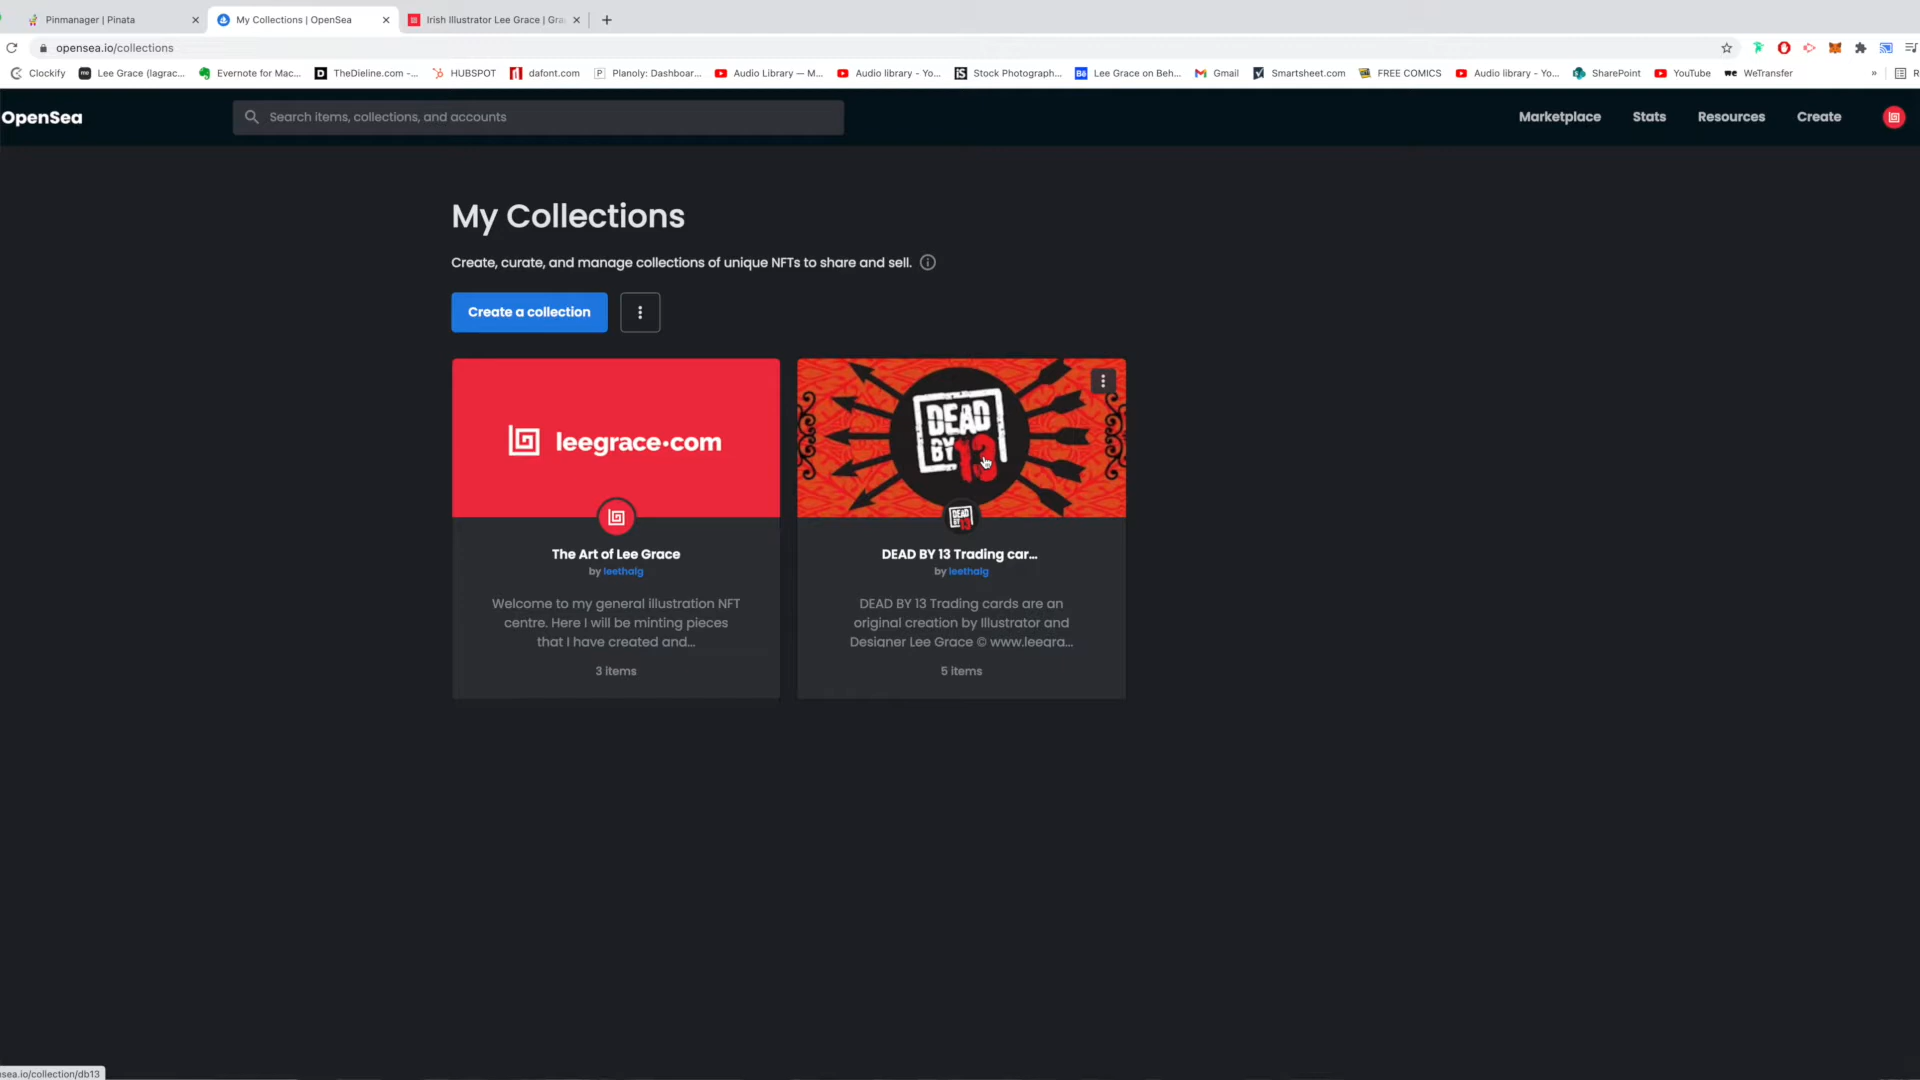 Pinmanager | Pinata
My Collections | OpenSea
Irish Illustrator Lee Grace | Gra
opensea.io/collections
Clockify
Lee Grace (lagrac...
Evernote for Mac...
TheDieline.com -...
HUBSPOT
dafont.com
Planoly: Dashboar...
Audio Library — M...
Audio library - Yo...
Stock Photograph...
Lee Grace on Beh...
Gmail
Smartsheet.com
FREE COMICS
Audio library - Yo...
SharePoint
YouTube
WeTransfer
»
R
OpenSea
Search items, collections, and accounts
Marketplace
Stats
Resources
Create
My Collections
Create, curate, and manage collections of unique NFTs to share and sell.
Create a collection
leegrace•com
The Art of Lee Grace
by leethalg
Welcome to my general illustration NFT
centre. Here I will be minting pieces
that I have created and...
3 items
DEAD
BY 13
DEAD
BY 13
DEAD BY 13 Trading car...
by leethalg
DEAD BY 13 Trading cards are an
original creation by Illustrator and
Designer Lee Grace © www.leegra...
5 items
nsea.io/collection/db13